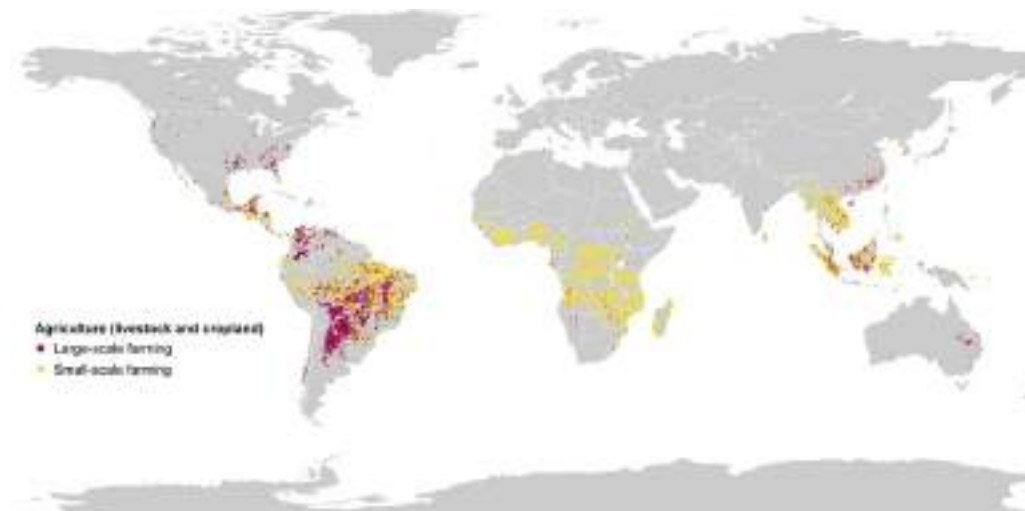 Agriculture (livestock and cropland)
Large-scale farming
Small-scale farming